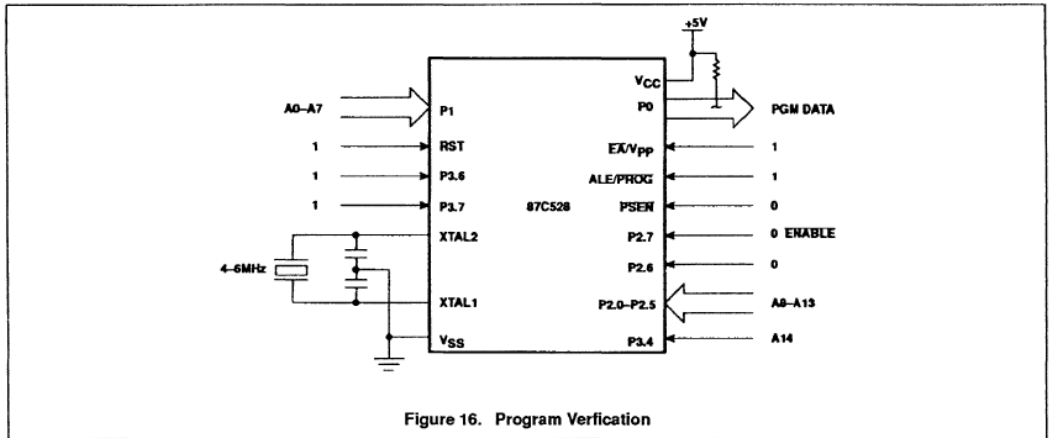 +5V
VCC
A0–A7
P1
P0
PGM DATA
1
RST
EA/VPP
1
1
P3.6
ALE/PROG
1
1
P3.7
87C528
PSEN
0
XTAL2
P2.7
0 ENABLE
4–6MHz
P2.6
0
XTAL1
P2.0–P2.5
A8–A13
VSS
P3.4
A14
Figure 16. Program Verfication